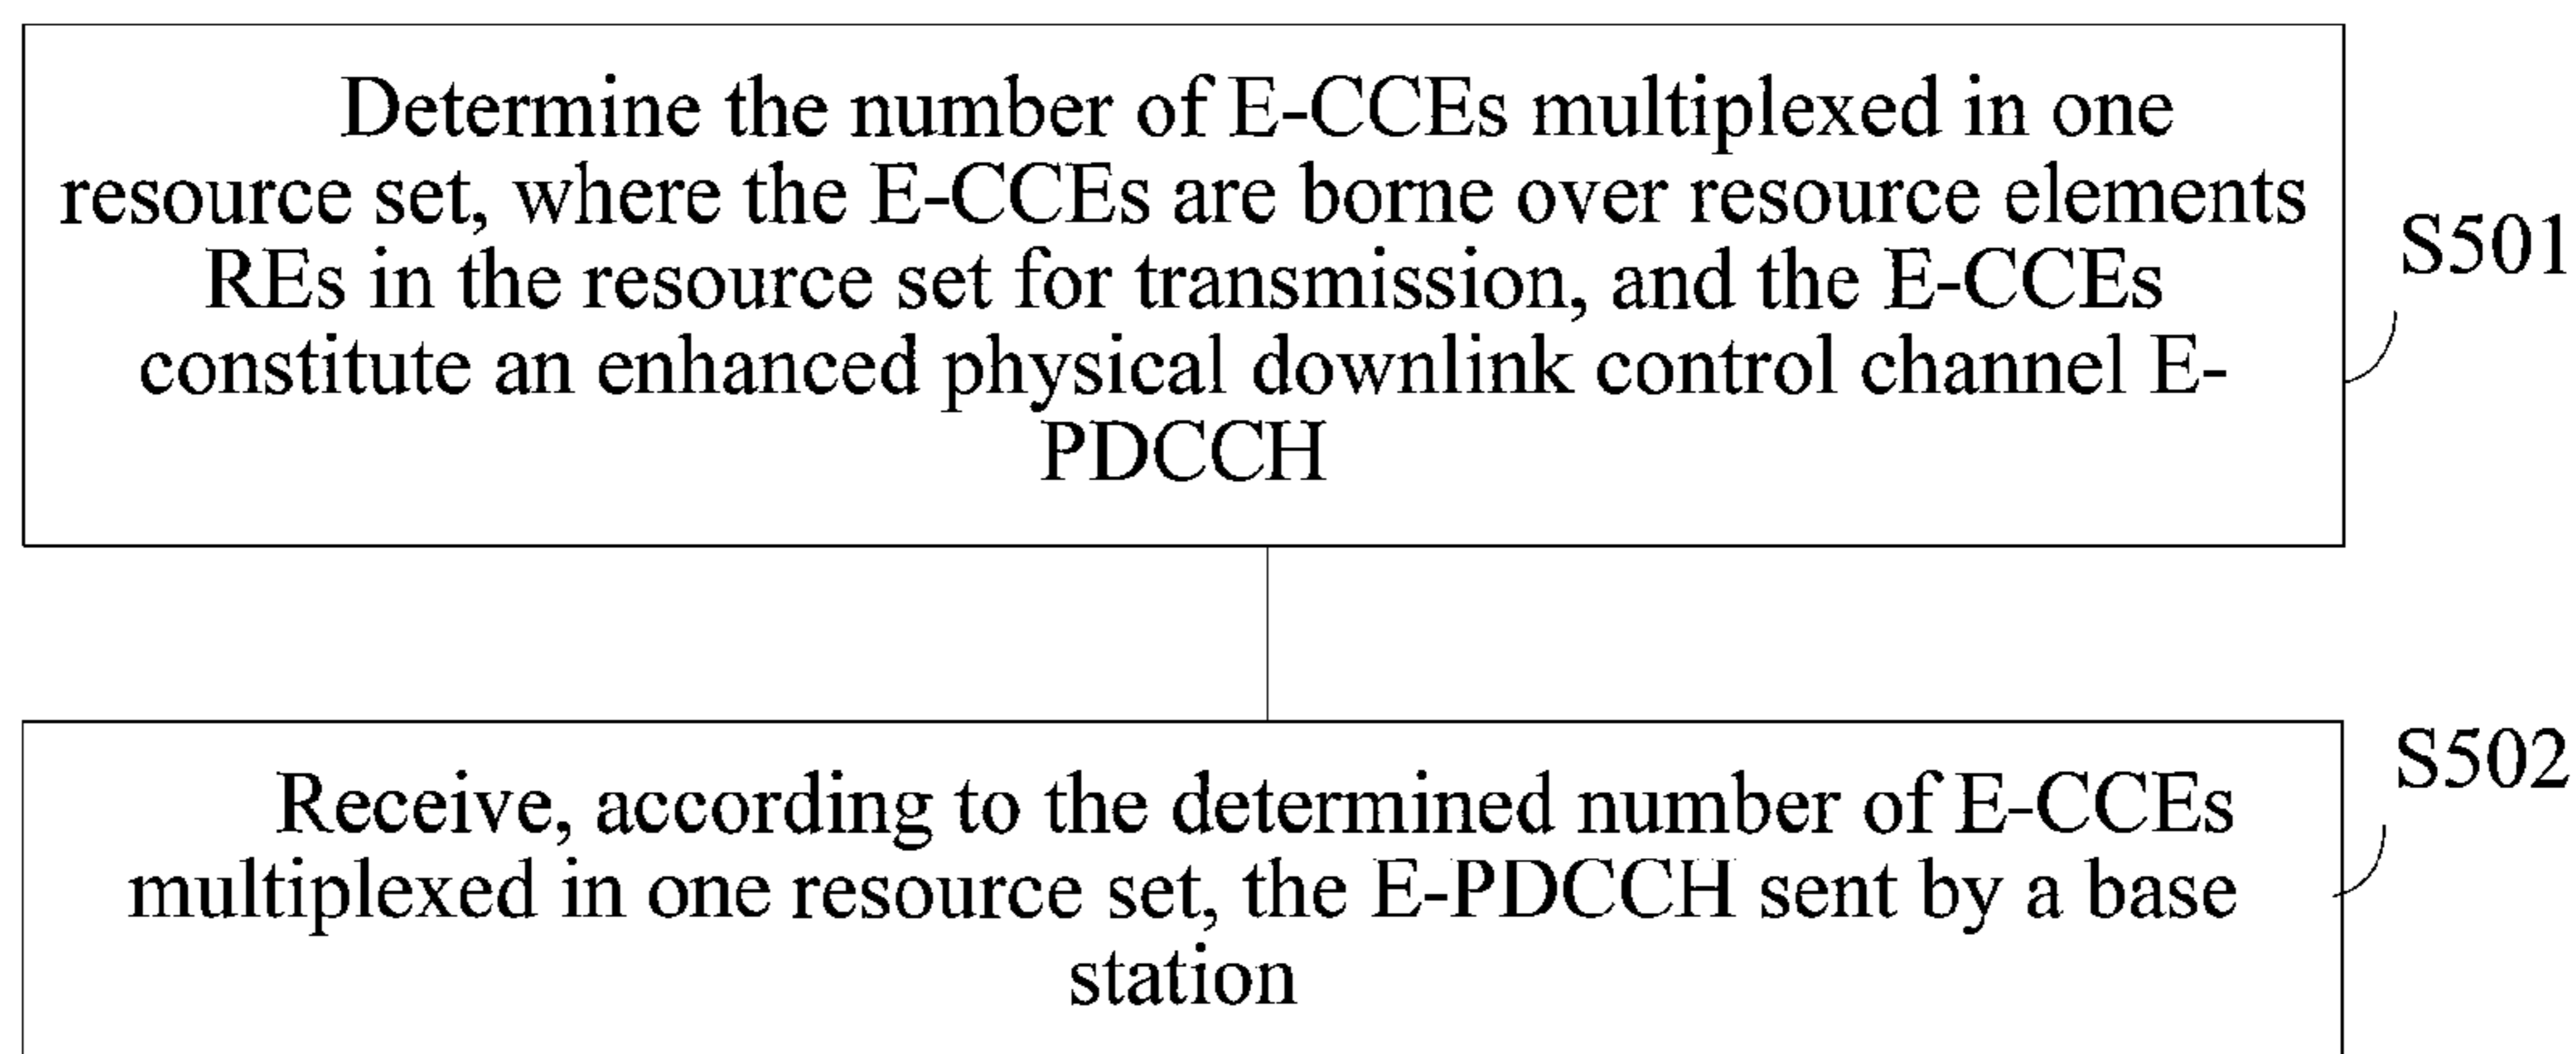 Determine the number of E-CCEs multiplexed in one
resource set, where the E-CCEs are borne over resource elements
REs in the resource set for transmission, and the E-CCEs
constitute an enhanced physical downlink control channel E-
PDCCH
S501
Receive, according to the determined number of E-CCEs
multiplexed in one resource set, the E-PDCCH sent by a base
station
S502